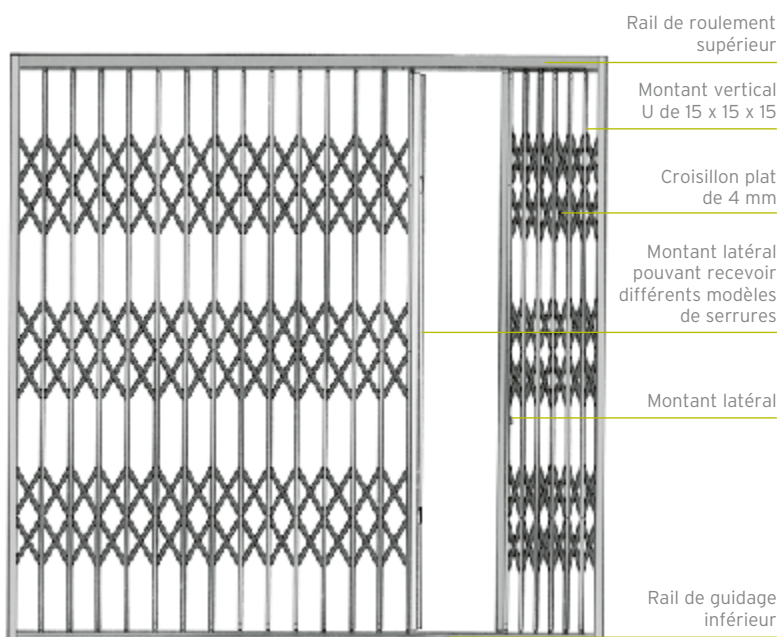 Rail de roulement
supérieur
Montant vertical
U de 15 x 15 x 15
Croisillon plat
de 4 mm
Montant latéral
pouvant recevoir
différents modèles
de serrures
Montant latéral
Rail de guidage
inférieur